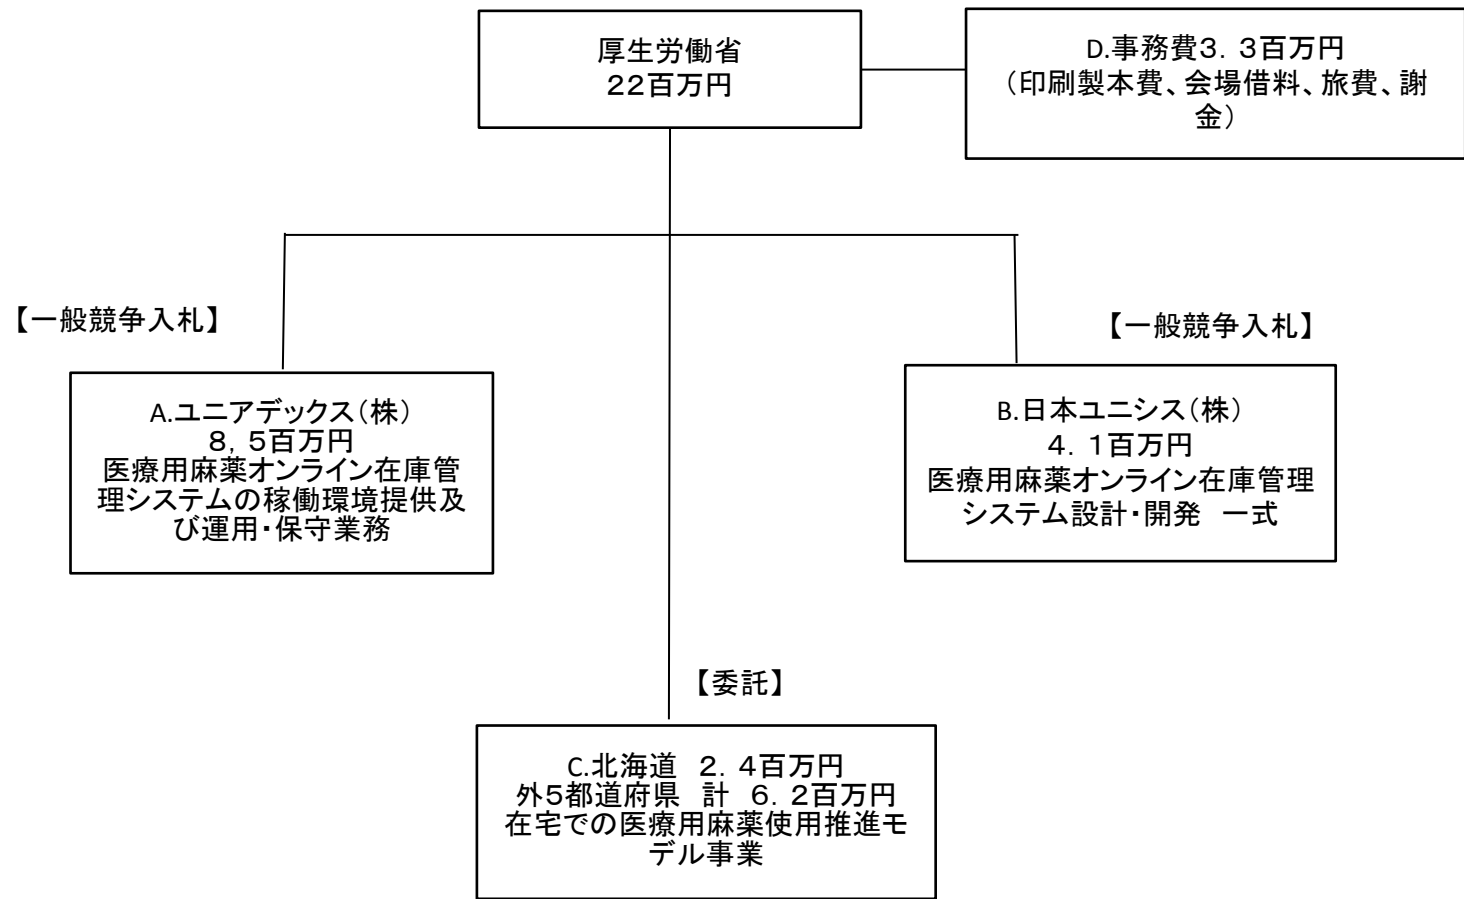 厚生労働省
22百万円
D.事務費3．3百万円
（印刷製本費、会場借料、旅費、謝
金）
【一般競争入札】
【一般競争入札】
A.ユニアデックス（株）
8，5百万円
医療用麻薬オンライン在庫管
理システムの稼働環境提供及
び運用・保守業務
B.日本ユニシス（株）
4．1百万円
医療用麻薬オンライン在庫管理
システム設計・開発　一式
【委託】
C.北海道　2．4百万円
外5都道府県　計　6．2百万円
在宅での医療用麻薬使用推進モ
デル事業